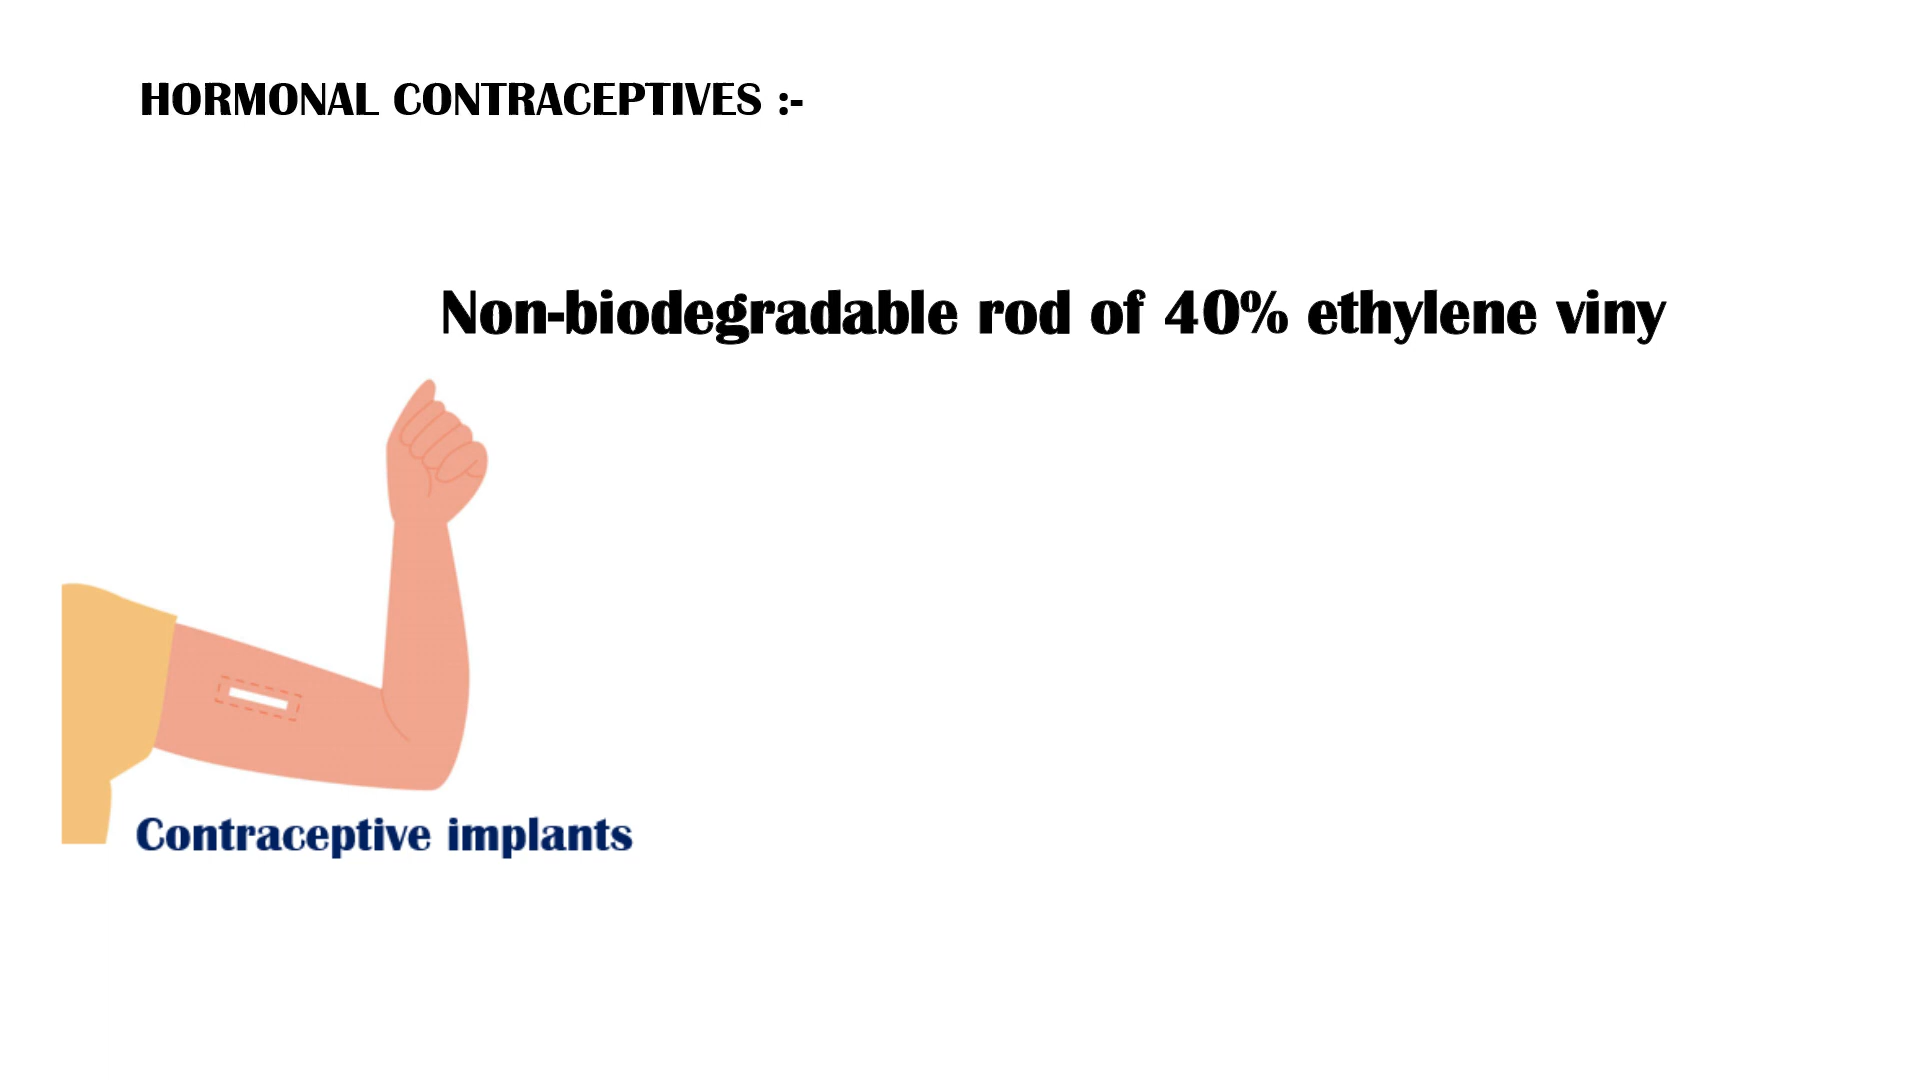 HORMONAL CONTRACEPTIVES :-
Non-biodegradable rod of 40% ethylene viny
Contraceptive implants